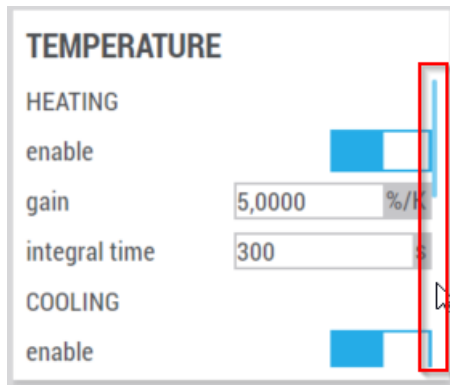 TEMPERATURE
HEATING
enable
gain 5,0000 %/K
integral time 300 s
COOLING
enable